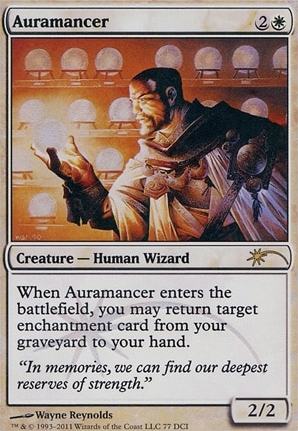 Auramancer 2
Creature — Human Wizard
When Auramancer enters the
battlefield, you may return target
enchantment card from your
graveyard to your hand.
“In memories, we can find our deepest
reserves of strength.”
Wayne Reynolds
™ & © 1993–2011 Wizards of the Coast LLC 77 DCI
2/2